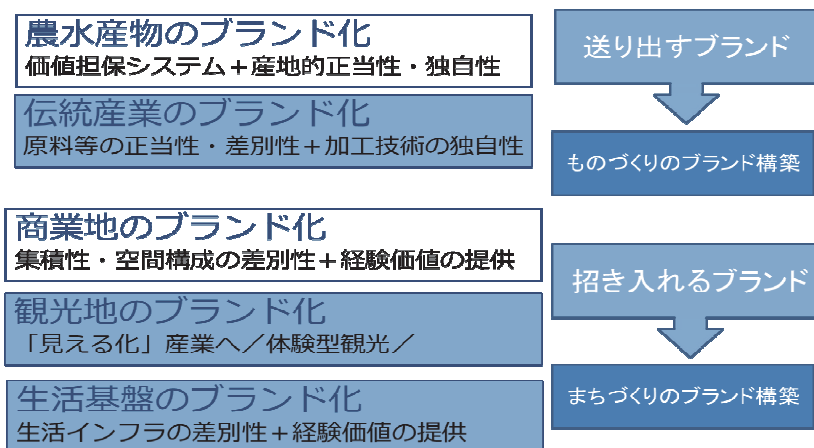 農水産物のブランド化
価値担保システム＋産地的正当性・独自性
伝統産業のブランド化
原料等の正当性・差別性＋加工技術の独自性
送り出すブランド
ものづくりのブランド構築
商業地のブランド化
集積性・空間構成の差別性＋経験価値の提供
観光地のブランド化
「見える化」産業へ／体験型観光／
生活基盤のブランド化
生活インフラの差別性＋経験価値の提供
招き入れるブランド
まちづくりのブランド構築